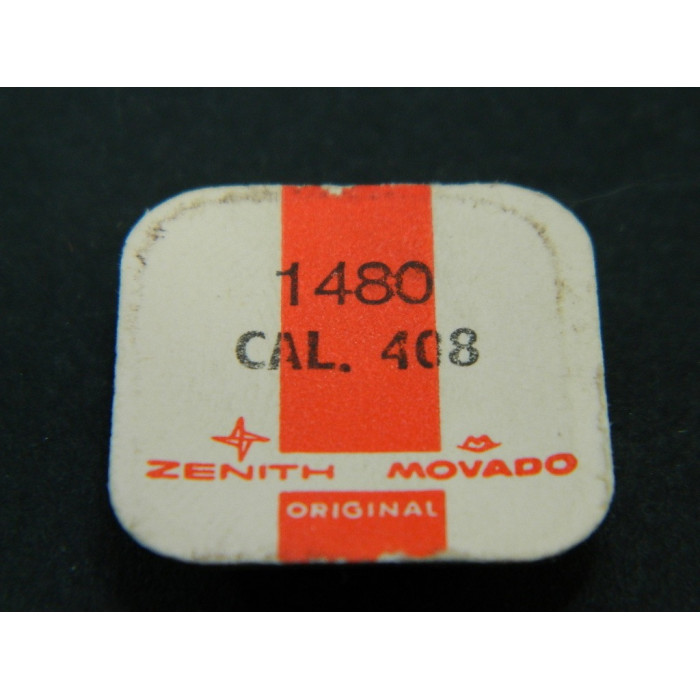 1480
CAL. 408
ZENITH MOVADO
ORIGINAL